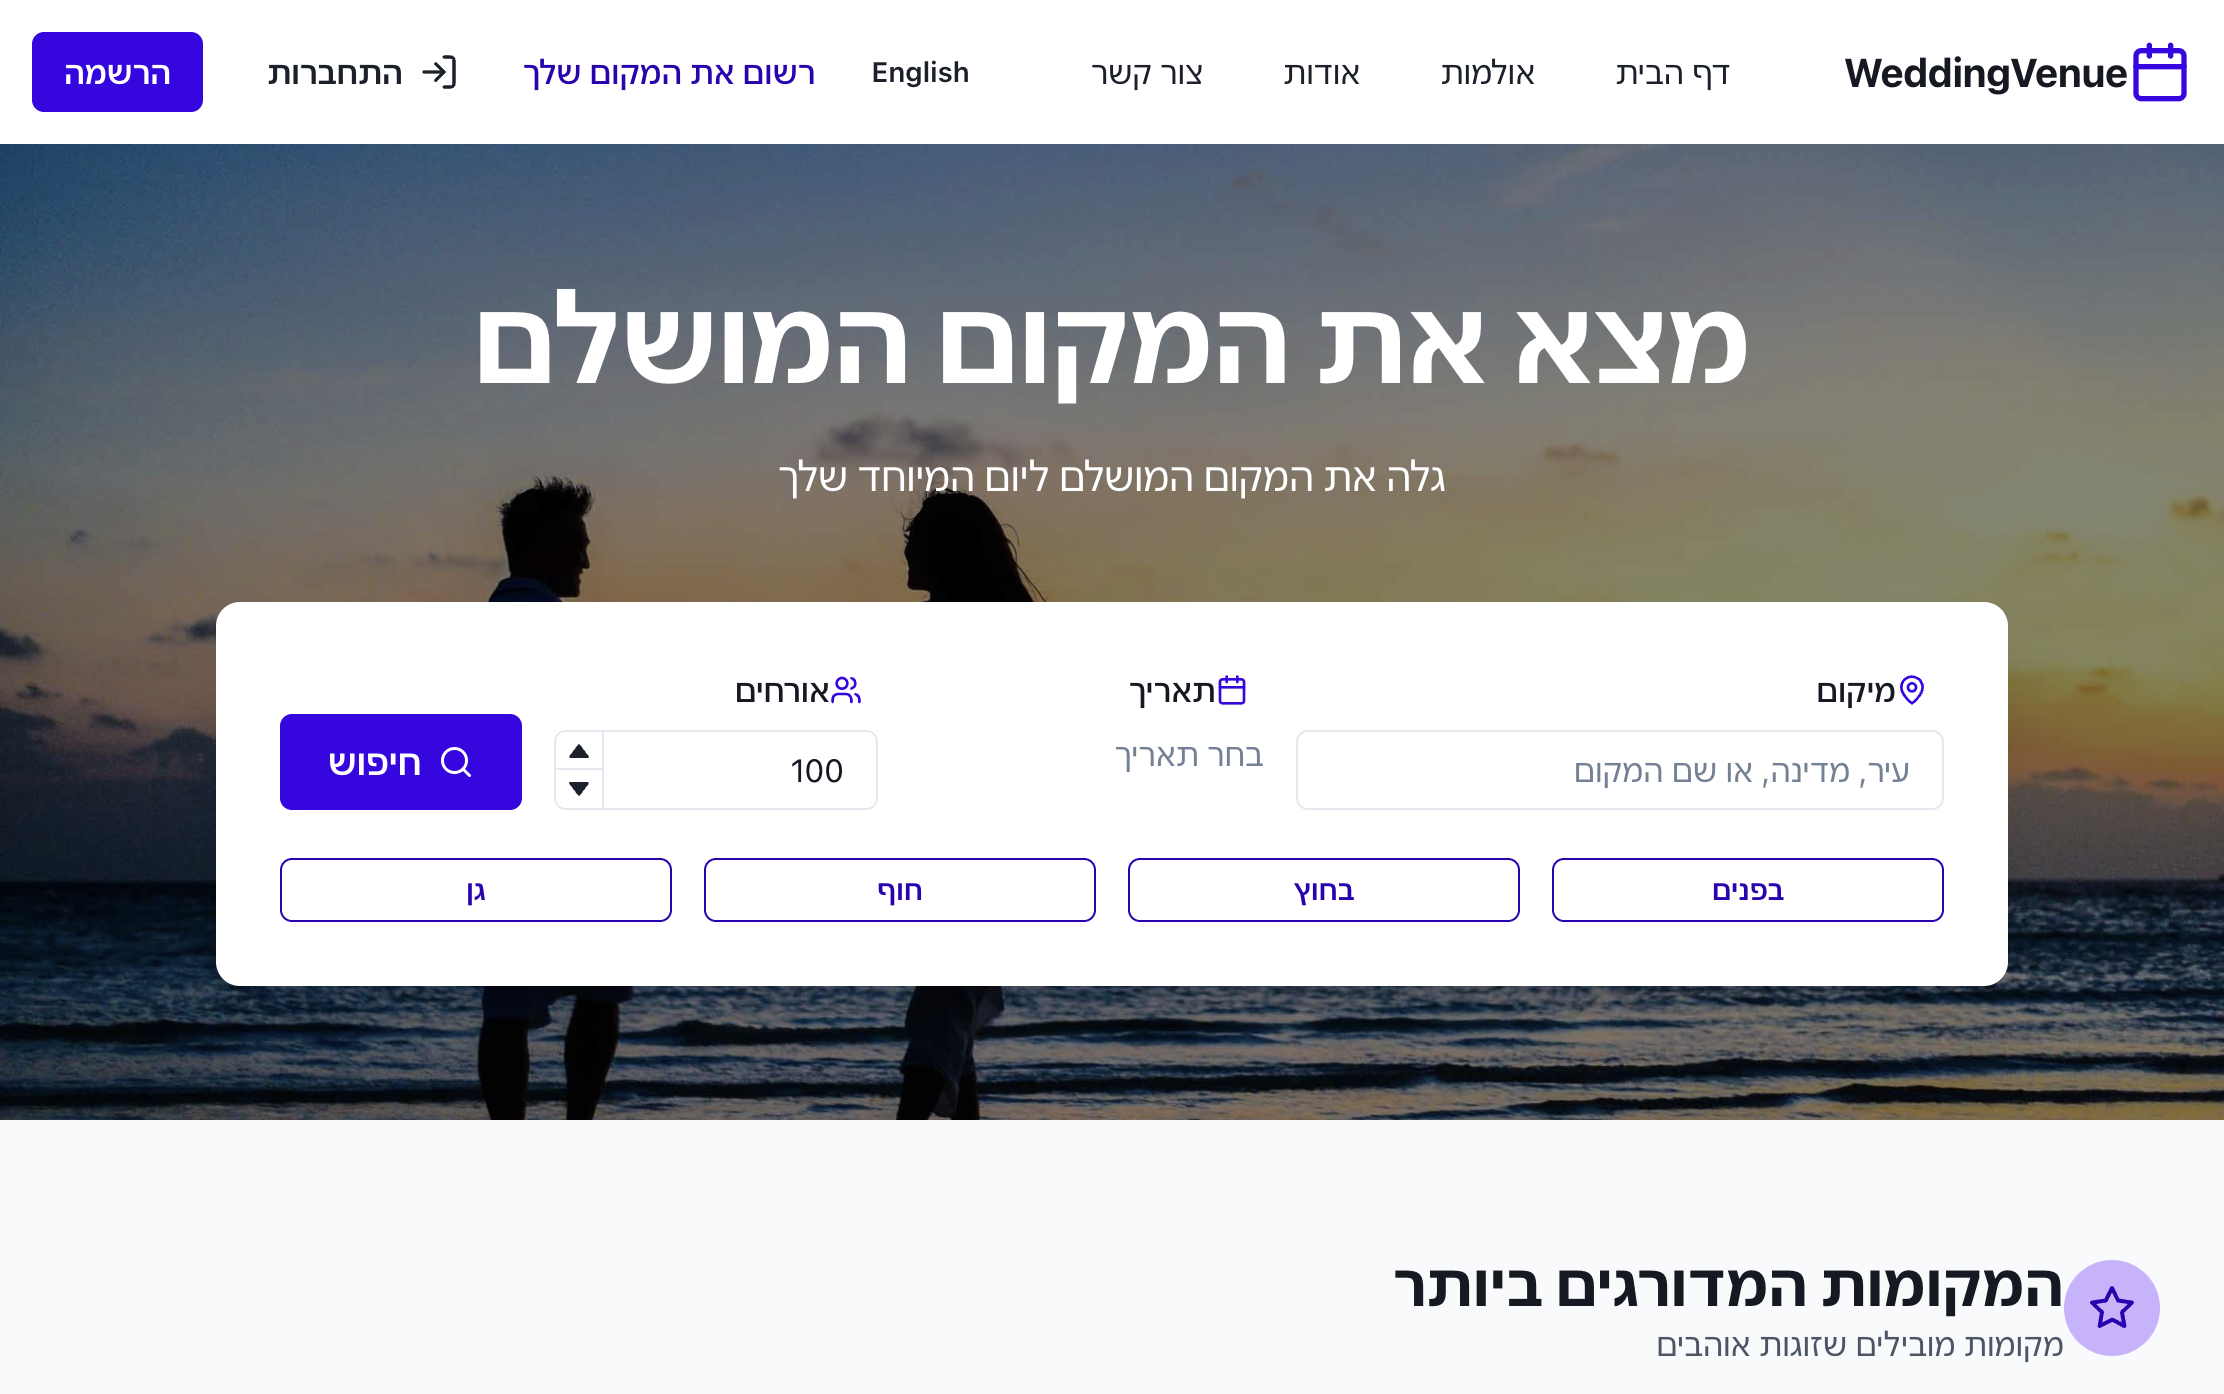 WeddingVenue
דף הבית
אולמות
אודות
צור קשר
English
רשום את המקום שלך
התחברות
הרשמה
מצא את המקום המושלם
גלה את המקום המושלם ליום המיוחד שלך
מיקום
עיר, מדינה, או שם המקום
תאריך
בחר תאריך
אורחים
100
חיפוש
בפנים
בחוץ
חוף
גן
המקומות המדורגים ביותר
מקומות מובילים שזוגות אוהבים